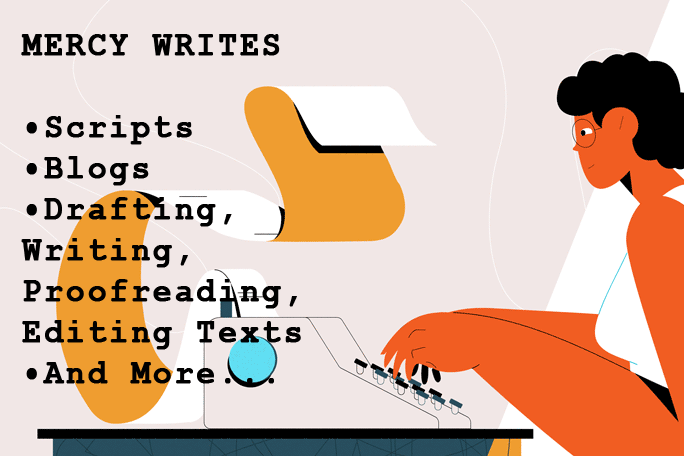 MERCY WRITES
•Scripts
•Blogs
•Drafting,
Writing,
Proofreading,
Editing Texts
•And More...